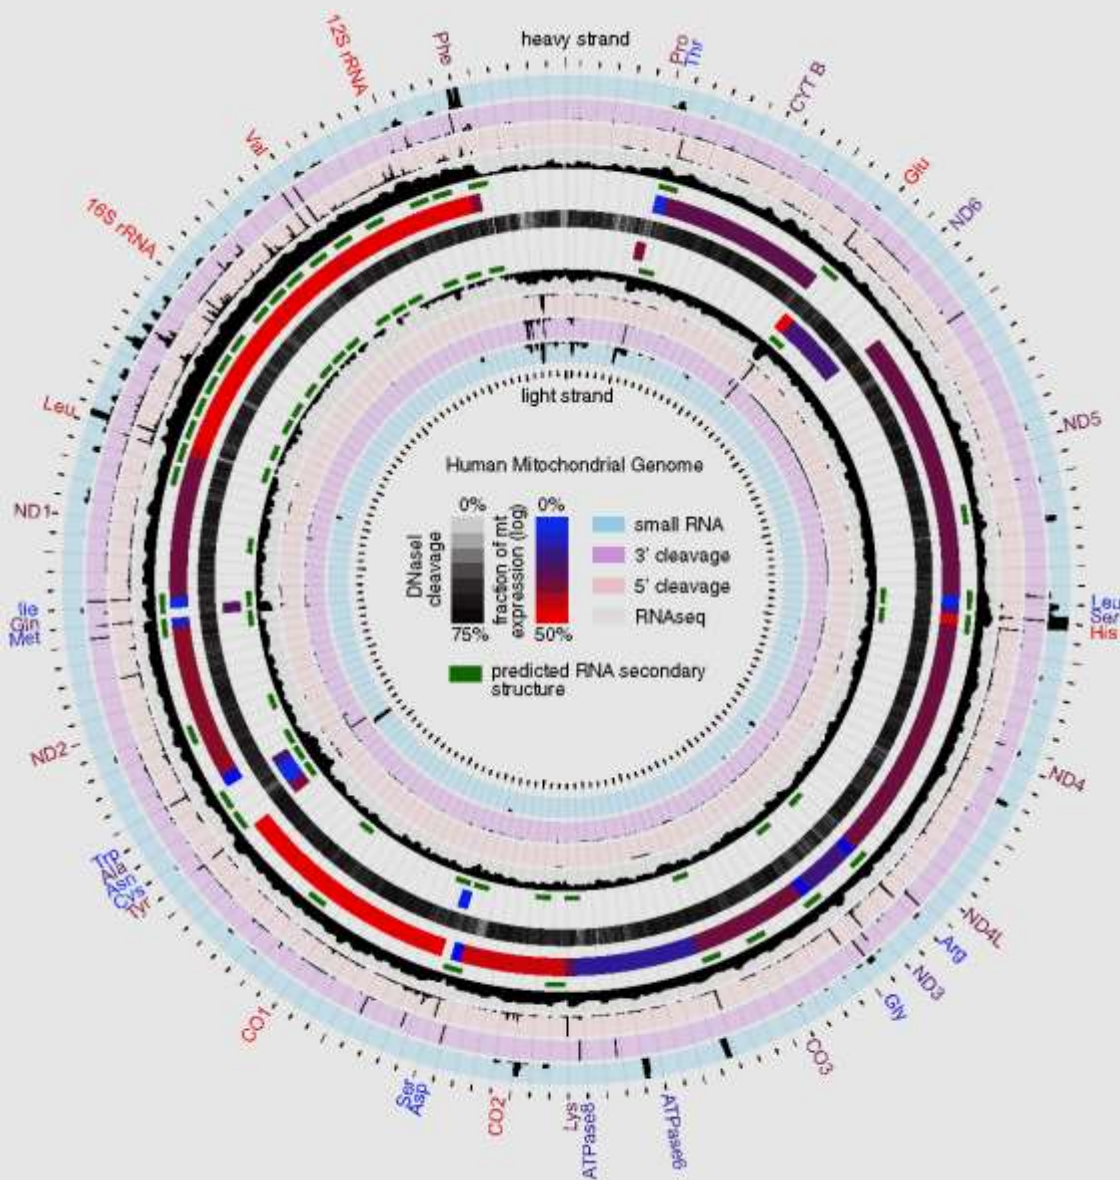 heavy strand
Pro
Thr
CYT B
Glu
ND6
ND5
Leu
Ser
His
ND4
ND4L
Arg
ND3
Gly
CO3
ATPase6
ATPase8
Lys
CO2
Asp
Ser
CO1
Tyr
Cys
Asn
Ala
Trp
ND2
Met
Gln
Ile
ND1
Leu
16S rRNA
Val
12S rRNA
Phe
light strand
Human Mitochondrial Genome
DNaseI
cleavage
0%
75%
fraction of mt
expression (log)
0%
50%
small RNA
3' cleavage
5' cleavage
RNAseq
predicted RNA secondary
structure